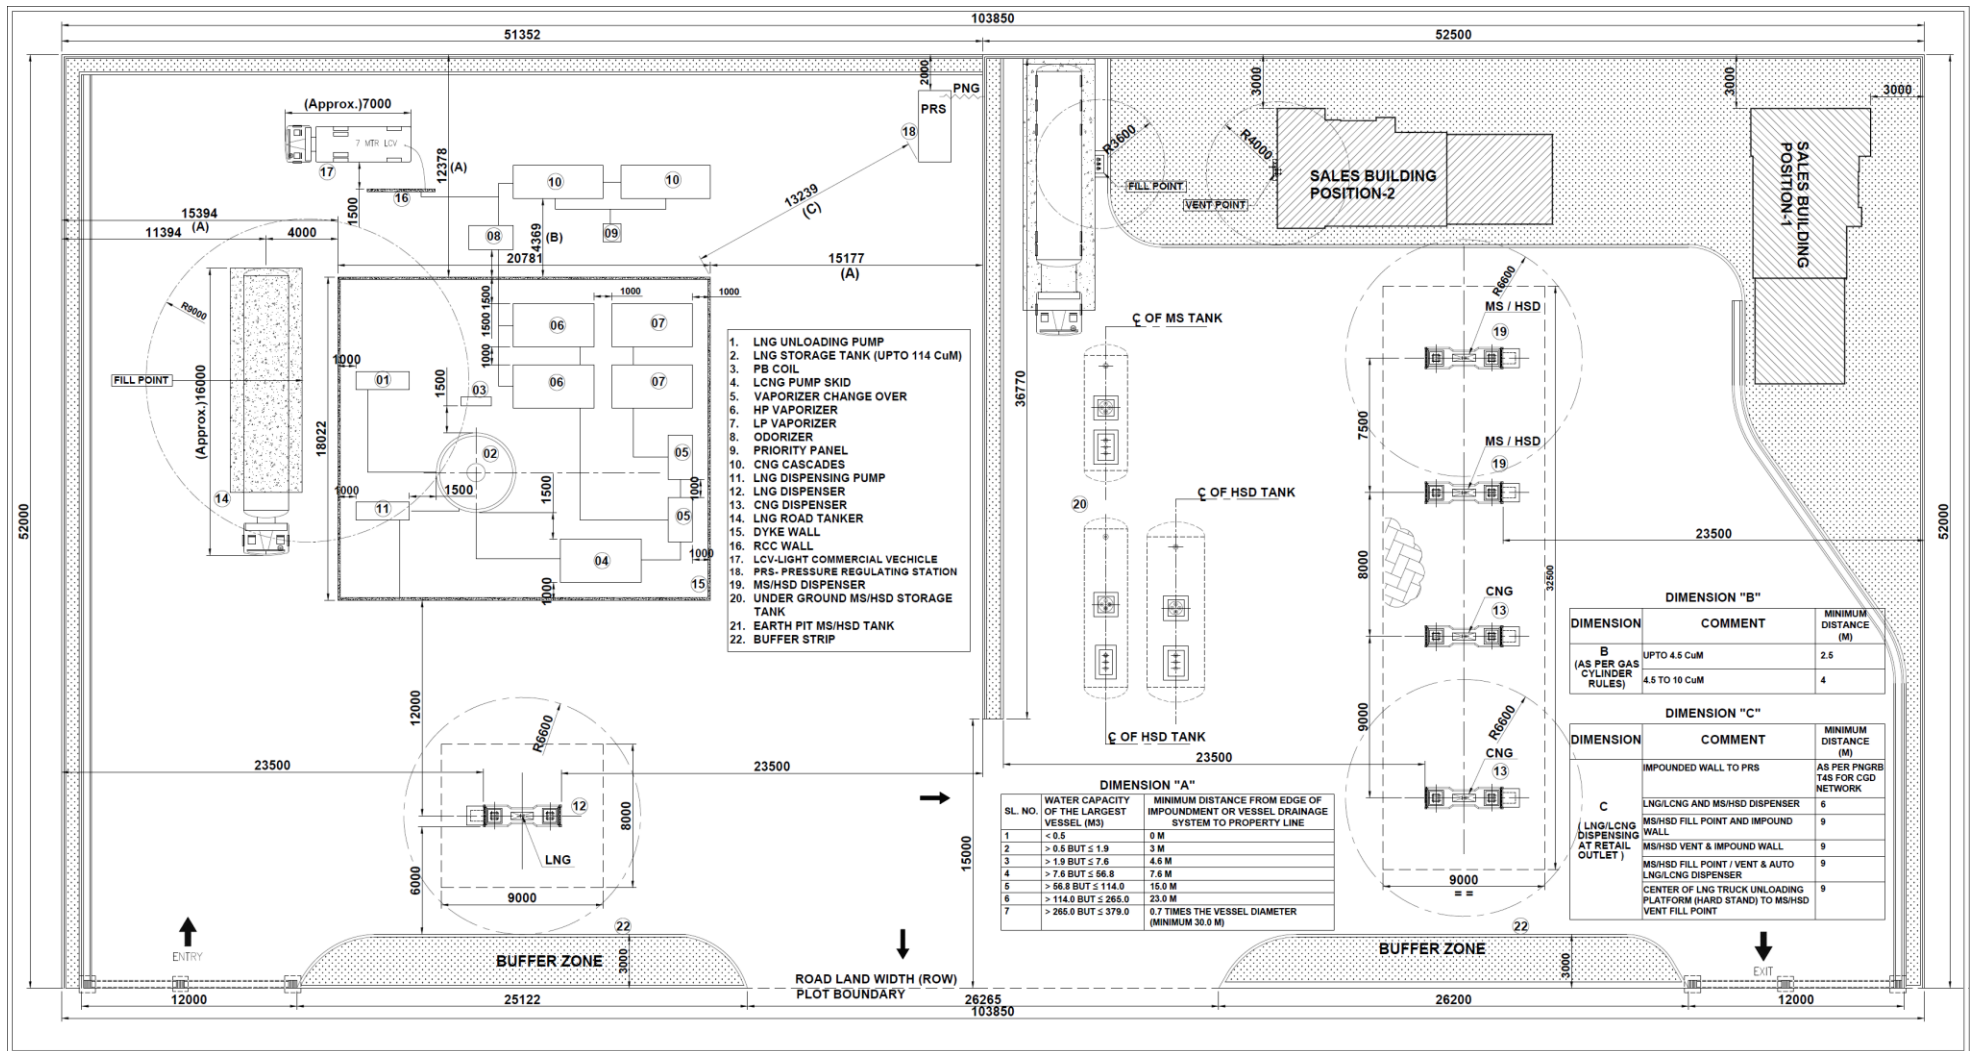 103850
51352
52500
(Approx.)7000
7 MTR LCV
17
16
1500
12378
(A)
10
10
09
08
4369
(B)
2000
PNG
PRS
18
13239
(C)
R3600
FILL POINT
R4000
VENT POINT
3000
SALES BUILDING
POSITION-2
3000
3000
SALES BUILDING
POSITION-1
15394
(A)
11394
4000
20781
15177
(A)
R9000
FILL POINT
(Approx.)16000
14
18022
52000
1000
01
1500
03
02
1000
11
1500
1500
1500
1500
1000
1000
1000
06
07
06
07
05
1000
05
1000
04
1000
15
1. LNG UNLOADING PUMP
2. LNG STORAGE TANK (UPTO 114 CuM)
3. PB COIL
4. LCNG PUMP SKID
5. VAPORIZER CHANGE OVER
6. HP VAPORIZER
7. LP VAPORIZER
8. ODORIZER
9. PRIORITY PANEL
10. CNG CASCADES
11. LNG DISPENSING PUMP
12. LNG DISPENSER
13. CNG DISPENSER
14. LNG ROAD TANKER
15. DYKE WALL
16. RCC WALL
17. LCV-LIGHT COMMERCIAL VECHICLE
18. PRS- PRESSURE REGULATING STATION
19. MS/HSD DISPENSER
20. UNDER GROUND MS/HSD STORAGE
TANK
21. EARTH PIT MS/HSD TANK
22. BUFFER STRIP
36770
C OF MS TANK
C OF HSD TANK
20
C OF HSD TANK
R6600
MS / HSD
19
7500
MS / HSD
19
23500
8000
32500
CNG
13
9000
R6600
CNG
13
23500
9000
= =
52000
12000
R6600
23500
23500
12
8000
LNG
6000
9000
15000
DIMENSION "A"
SL. NO. WATER CAPACITY OF THE LARGEST VESSEL (M3) MINIMUM DISTANCE FROM EDGE OF IMPOUNDMENT OR VESSEL DRAINAGE SYSTEM TO PROPERTY LINE
1 < 0.5 0 M
2 > 0.5 BUT ≤ 1.9 3 M
3 > 1.9 BUT ≤ 7.6 4.6 M
4 > 7.6 BUT ≤ 56.8 7.6 M
5 > 56.8 BUT ≤ 114.0 15.0 M
6 > 114.0 BUT ≤ 265.0 23.0 M
7 > 265.0 BUT ≤ 379.0 0.7 TIMES THE VESSEL DIAMETER
(MINIMUM 30.0 M)
DIMENSION "B"
DIMENSION COMMENT MINIMUM DISTANCE (M)
B (AS PER GAS CYLINDER RULES)
UPTO 4.5 CuM 2.5
4.5 TO 10 CuM 4
DIMENSION "C"
DIMENSION COMMENT MINIMUM DISTANCE (M)
C ( LNG/LCNG DISPENSING AT RETAIL OUTLET )
IMPOUNDED WALL TO PRS AS PER PNGRB T4S FOR CGD NETWORK
LNG/LCNG AND MS/HSD DISPENSER 6
MS/HSD FILL POINT AND IMPOUND WALL 9
MS/HSD VENT & IMPOUND WALL 9
MS/HSD FILL POINT / VENT & AUTO LNG/LCNG DISPENSER 9
CENTER OF LNG TRUCK UNLOADING PLATFORM (HARD STAND) TO MS/HSD VENT FILL POINT 9
ENTRY
22
BUFFER ZONE
3000
ROAD LAND WIDTH (ROW)
PLOT BOUNDARY
22
BUFFER ZONE
3000
EXIT
12000
25122
26265
26200
12000
103850